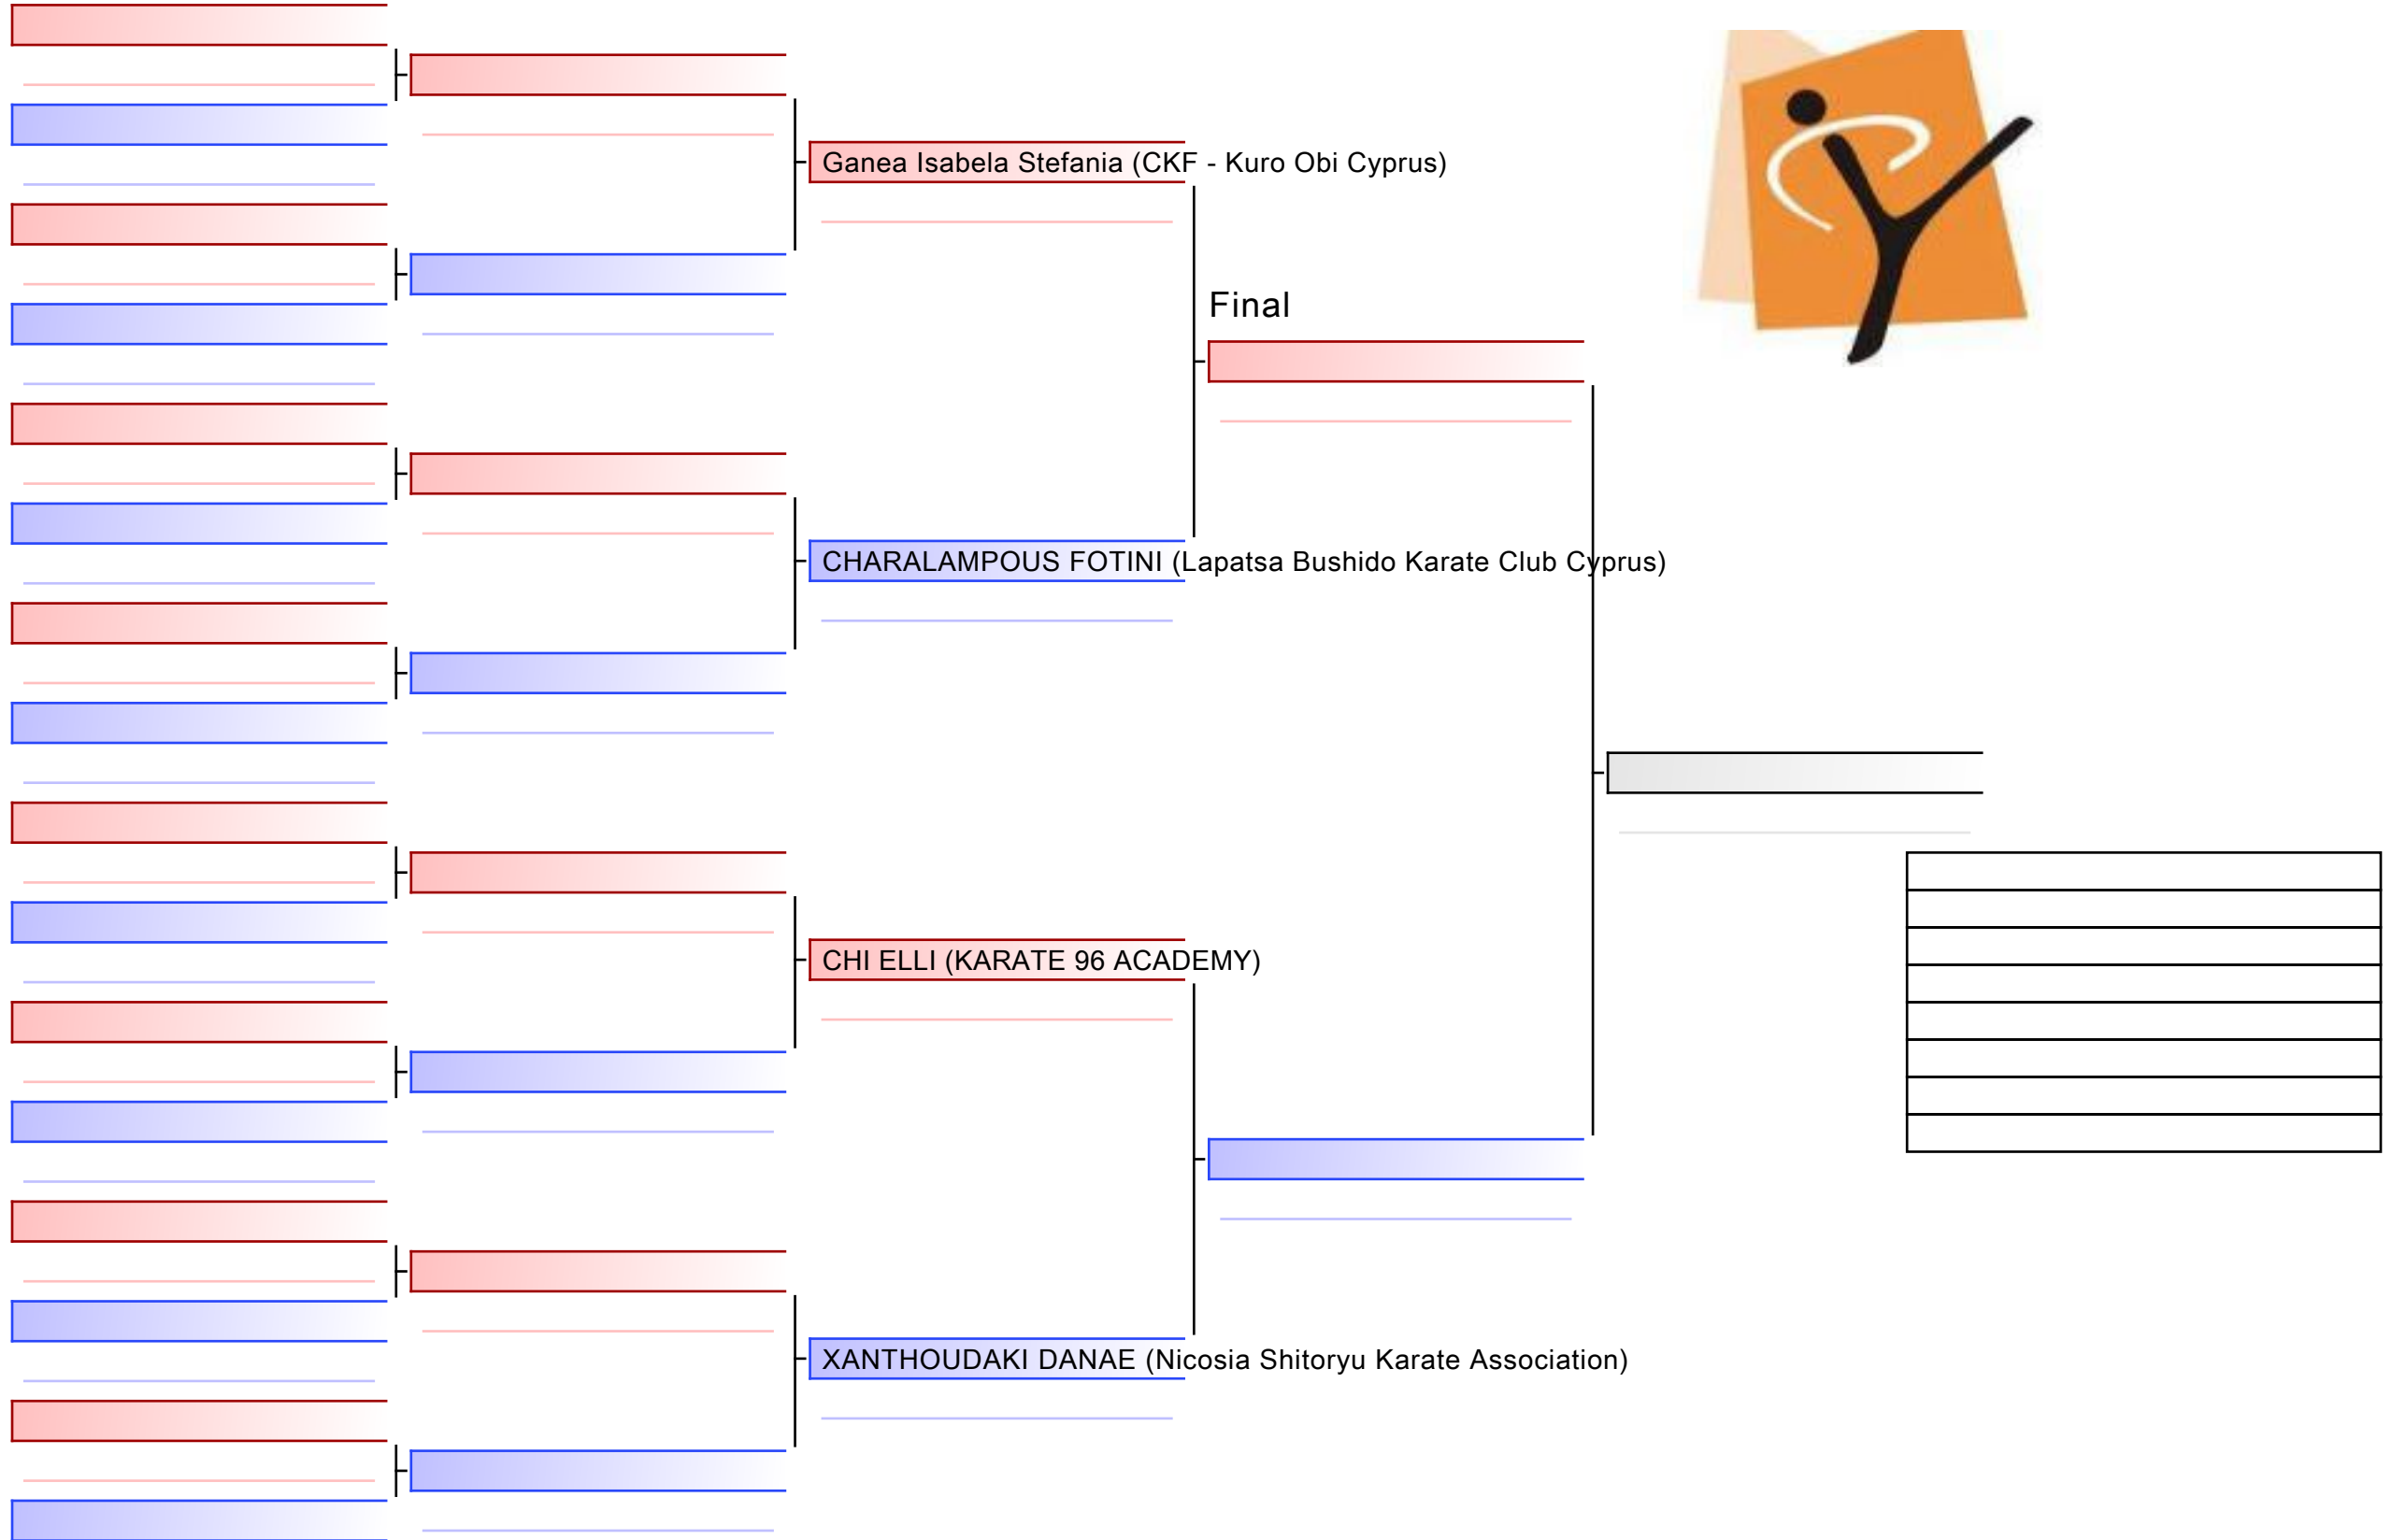 Ganea Isabela Stefania (CKF - Kuro Obi Cyprus)
Final
CHARALAMPOUS FOTINI (Lapatsa Bushido Karate Club Cyprus)
CHI ELLI (KARATE 96 ACADEMY)
XANTHOUDAKI DANAE (Nicosia Shitoryu Karate Association)